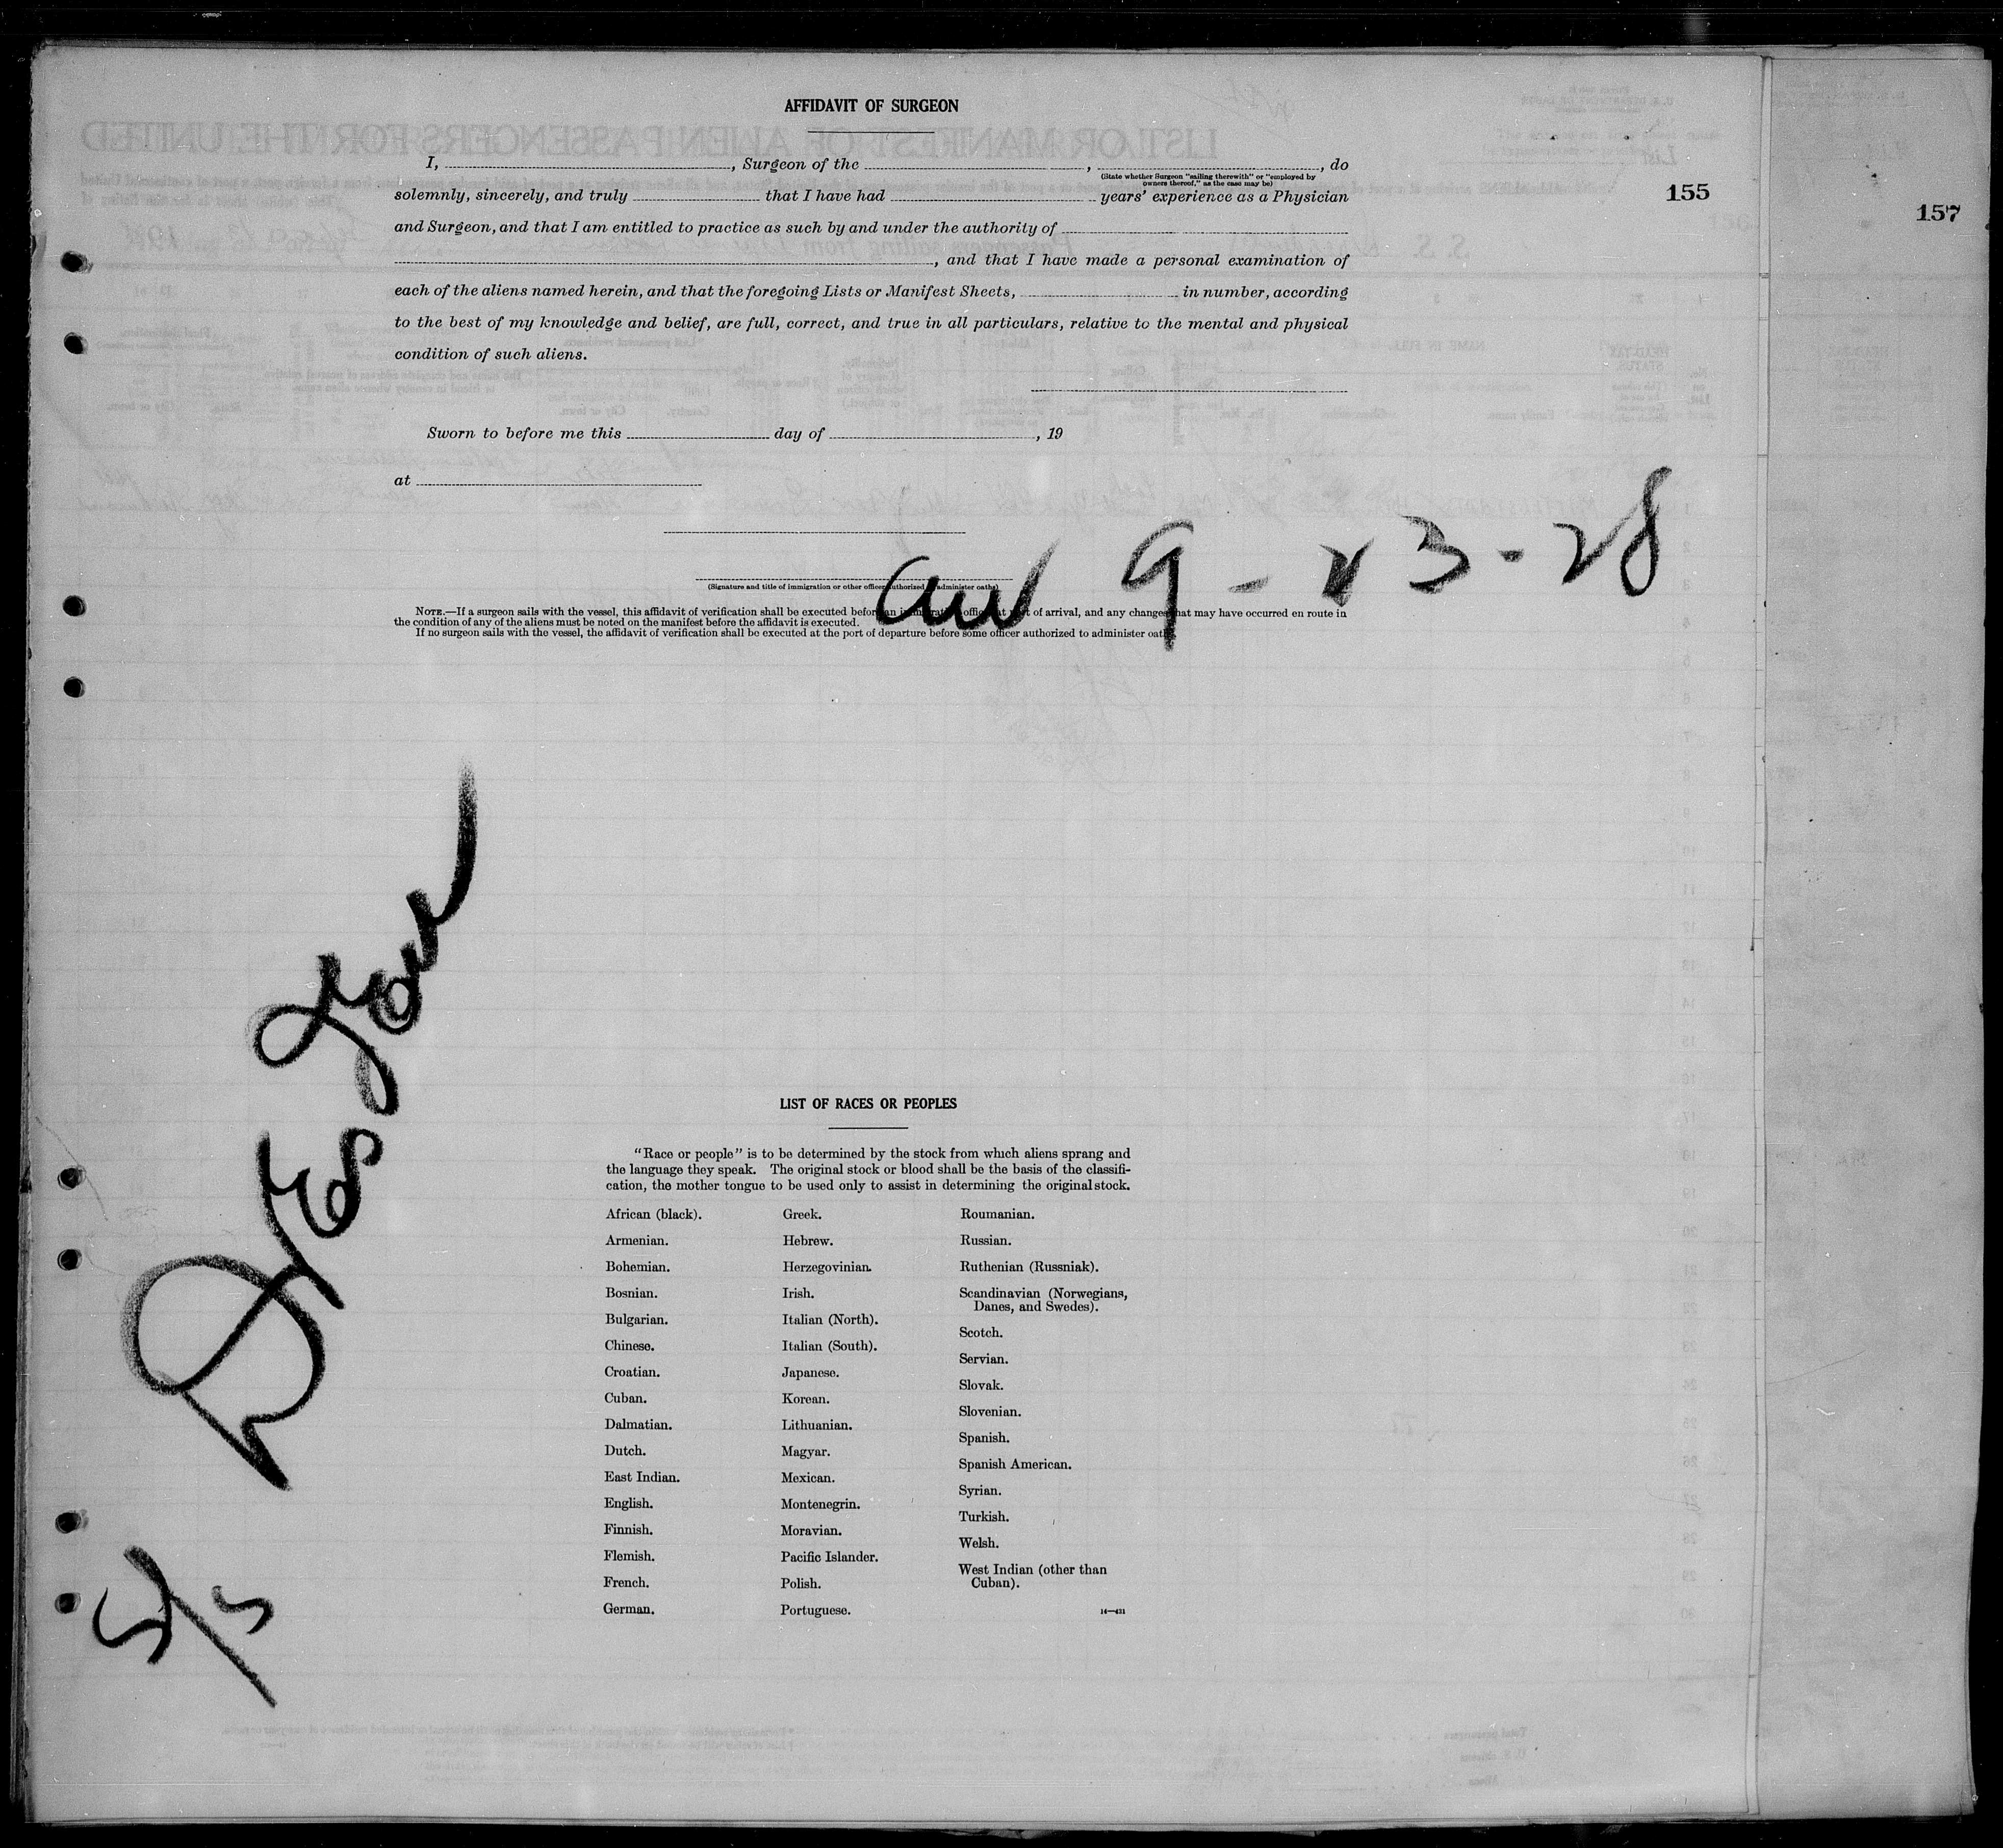 AFFIDAVIT OF SURGEON
I, , Surgeon of the , , do
(State whether Surgeon "sailing therewith" or "employed by
owners thereof," as the case may be)
solemnly, sincerely, and truly that I have had years' experience as a Physician
155
157
and Surgeon, and that I am entitled to practice as such by and under the authority of
, and that I have made a personal examination of
each of the aliens named herein, and that the foregoing Lists or Manifest Sheets, in number, according
to the best of my knowledge and belief, are full, correct, and true in all particulars, relative to the mental and physical
condition of such aliens.
Sworn to before me this day of , 19
at
9-23-28
(Signature and title of immigration or other officer authorized to administer oaths)
NOTE.—If a surgeon sails with the vessel, this affidavit of verification shall be executed before an immigration officer at port of arrival, and any changes that may have occurred en route in
the condition of any of the aliens must be noted on the manifest before the affidavit is executed.
If no surgeon sails with the vessel, the affidavit of verification shall be executed at the port of departure before some officer authorized to administer oaths.
S/S
LIST OF RACES OR PEOPLES
"Race or people" is to be determined by the stock from which aliens sprang and
the language they speak. The original stock or blood shall be the basis of the classifi-
cation, the mother tongue to be used only to assist in determining the original stock.
African (black).
Armenian.
Bohemian.
Bosnian.
Bulgarian.
Chinese.
Croatian.
Cuban.
Dalmatian.
Dutch.
East Indian.
English.
Finnish.
Flemish.
French.
German.
Greek.
Hebrew.
Herzegovinian.
Irish.
Italian (North).
Italian (South).
Japanese.
Korean.
Lithuanian.
Magyar.
Mexican.
Montenegrin.
Moravian.
Pacific Islander.
Polish.
Portuguese.
Roumanian.
Russian.
Ruthenian (Russniak).
Scandinavian (Norwegians,
Danes, and Swedes).
Scotch.
Servian.
Slovak.
Slovenian.
Spanish.
Spanish American.
Syrian.
Turkish.
Welsh.
West Indian (other than
Cuban).
14—431